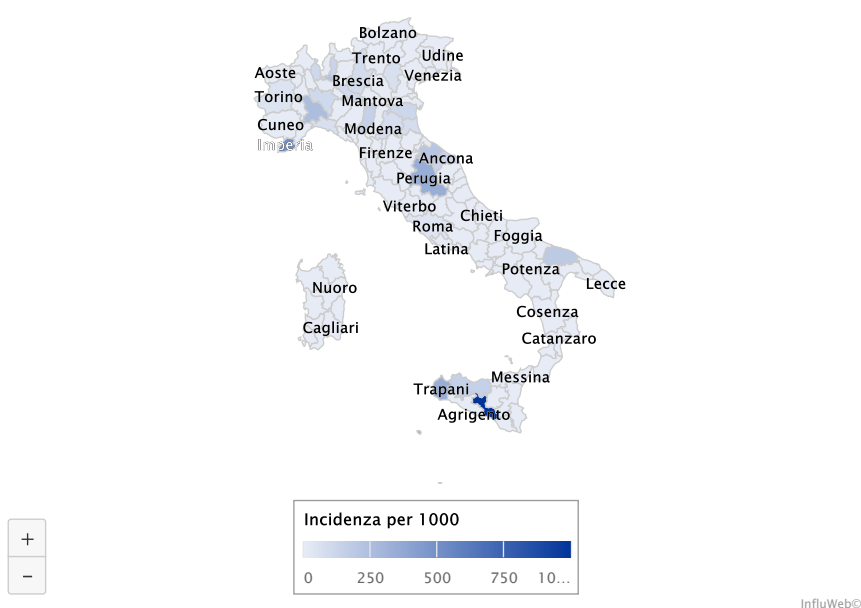 Bolzano
Trento
Udine
Aoste
Brescia
Venezia
Torino
Mantova
Cuneo
Modena
Imperia
Firenze
Ancona
Perugia
Viterbo
Chieti
Roma
Foggia
Latina
Potenza
Nuoro
Lecce
Cosenza
Cagliari
Catanzaro
Messina
Trapani
Agrigento
Incidenza per 1000
0 250 500 750 10...
+
−
InfluWeb©